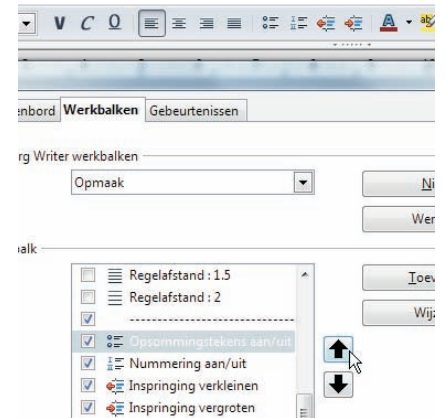 V C O
enbord Werkbalken Gebeurtenissen
rg Writer werkbalken
Opmaak
Ni
Wer
alk
Regelafstand : 1.5
Regelafstand : 2
Toev
Opsommingstekens aan/uit
Wijz
Nummering aan/uit
Inspringing verkleinen
Inspringing vergroten